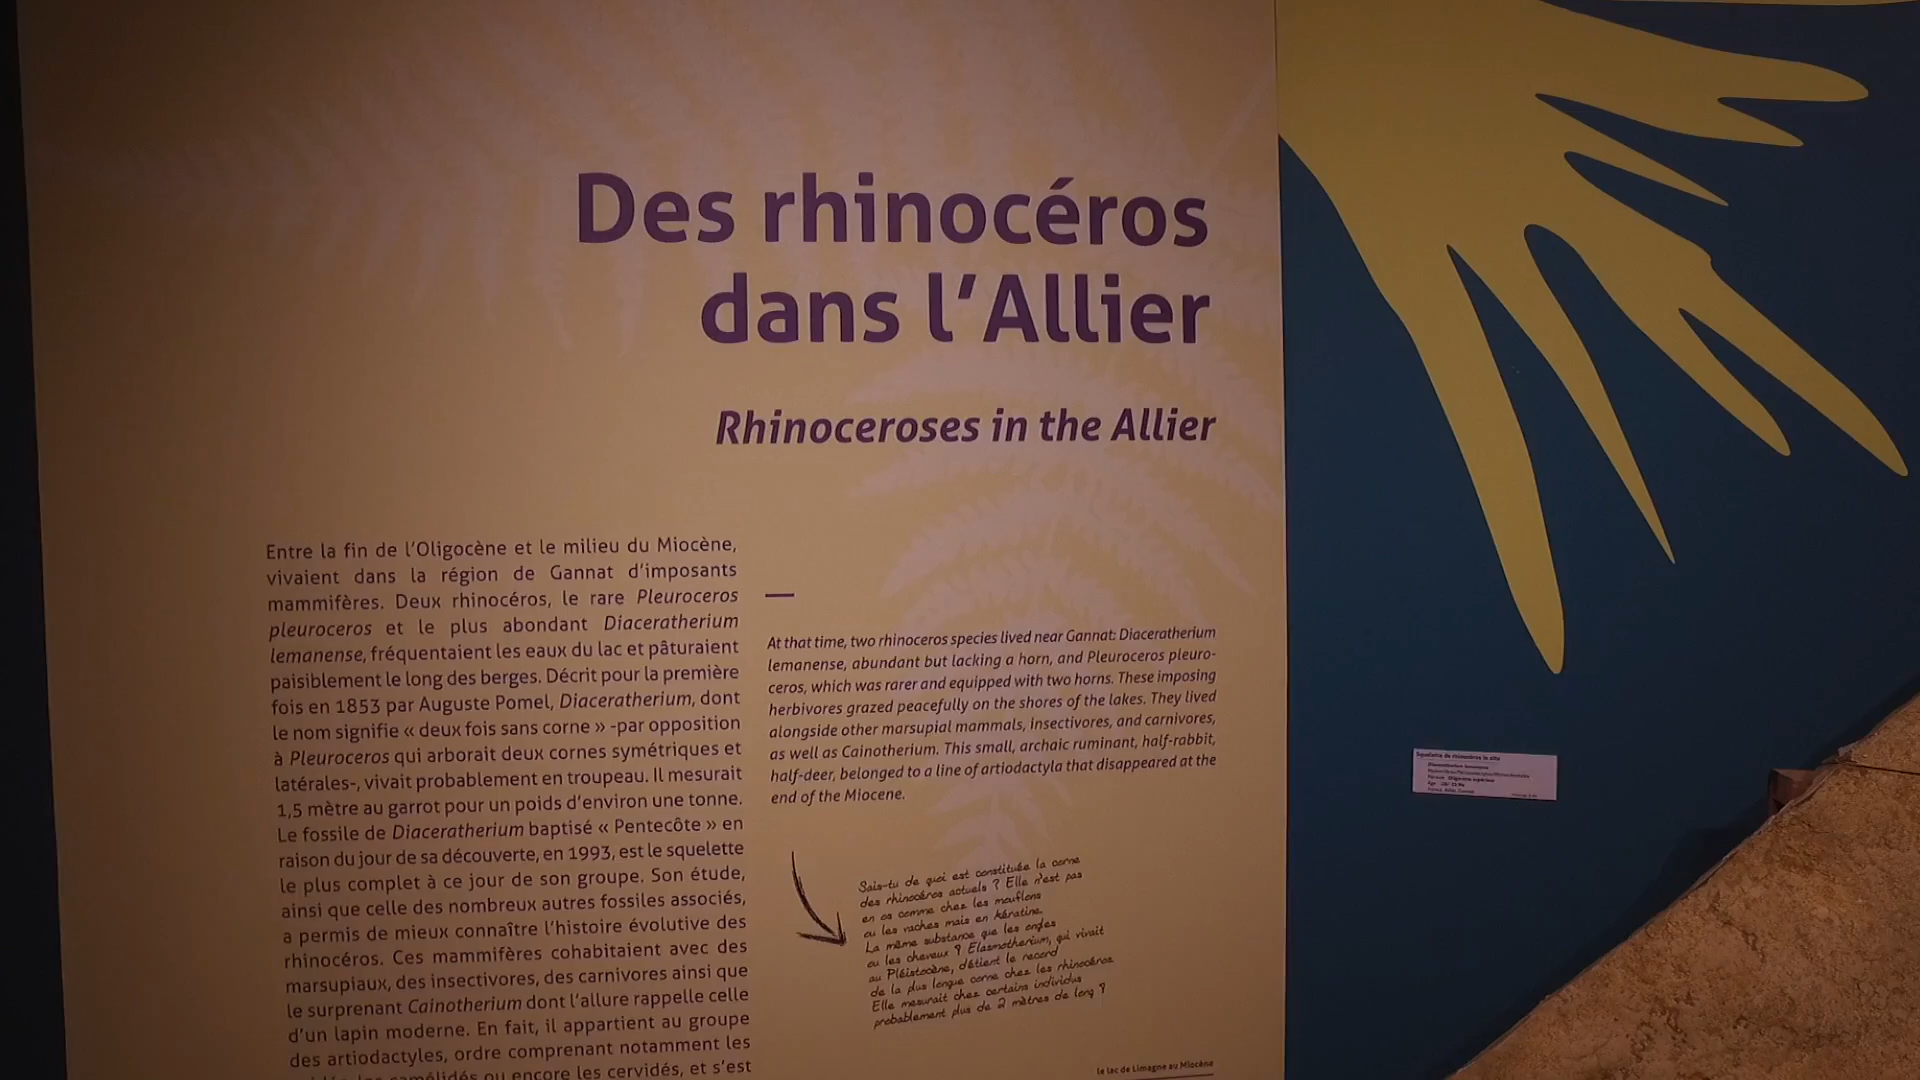 Des rhinocéros
dans l'Allier
Rhinoceroses in the Allier
Entre la fin de l'Oligocène et le milieu du Miocène,
vivaient dans la région de Gannat d'imposants
mammifères. Deux rhinocéros, le rare Pleuroceros
pleuroceros et le plus abondant Diaceratherium
lemanense, fréquentaient les eaux du lac et pâturaient
paisiblement le long des berges. Décrit pour la première
fois en 1853 par Auguste Pomel, Diaceratherium, dont
le nom signifie « deux fois sans corne » -par opposition
à Pleuroceros qui arborait deux cornes symétriques et
latérales-, vivait probablement en troupeau. Il mesurait
1,5 mètre au garrot pour un poids d'environ une tonne.
Le fossile de Diaceratherium baptisé « Pentecôte » en
raison du jour de sa découverte, en 1993, est le squelette
le plus complet à ce jour de son groupe. Son étude,
ainsi que celle des nombreux autres fossiles associés,
a permis de mieux connaître l'histoire évolutive des
rhinocéros. Ces mammifères cohabitaient avec des
marsupiaux, des insectivores, des carnivores ainsi que
le surprenant Cainotherium dont l'allure rappelle celle
d'un lapin moderne. En fait, il appartient au groupe
des artiodactyles, ordre comprenant notamment les
camélidés ou encore les cervidés, et s'est
At that time, two rhinoceros species lived near Gannat: Diaceratherium
lemanense, abundant but lacking a horn, and Pleuroceros pleuro-
ceros, which was rarer and equipped with two horns. These imposing
herbivores grazed peacefully on the shores of the lakes. They lived
alongside other marsupial mammals, insectivores, and carnivores,
as well as Cainotherium. This small, archaic ruminant, half-rabbit,
half-deer, belonged to a line of artiodactyla that disappeared at the
end of the Miocene.
Sais-tu de quoi est constituée la corne
des rhinocéros actuels ? Elle n'est pas
en os comme chez les mouflons
ou les vaches mais en kératine.
La même substance que les ongles
ou les cheveux ! Elasmotherium, qui vivait
au Pléistocène, détient le record
de la plus longue corne chez les rhinocéros.
Elle mesurait chez certains individus
probablement plus de 2 mètres de long !
le lac de Limagne au Miocène
Squelette de rhinocéros in situ